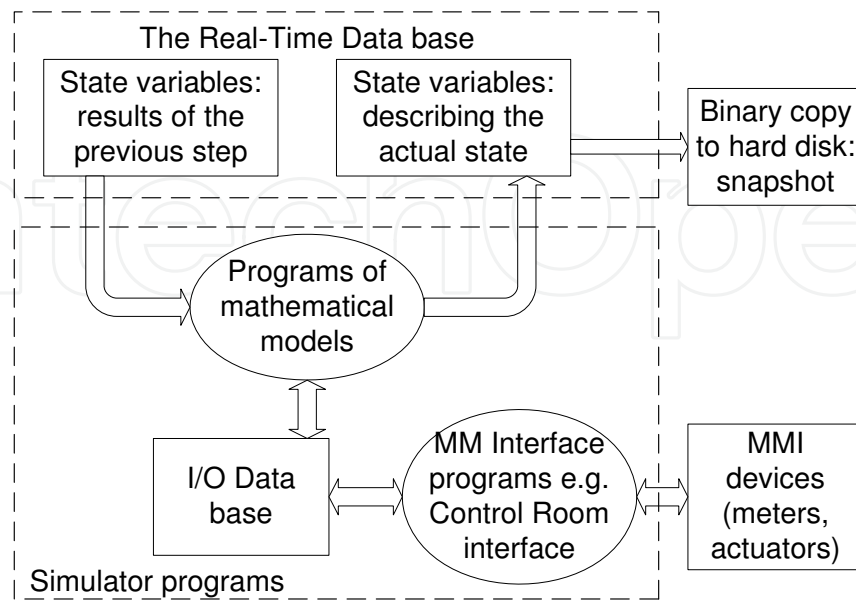 The Real-Time Data base
State variables:
results of the
previous step
State variables:
describing the
actual state
Binary copy
to hard disk:
snapshot
Programs of
mathematical
models
I/O Data
base
MM Interface
programs e.g.
Control Room
interface
MMI
devices
(meters,
actuators)
Simulator programs
ntechOpe